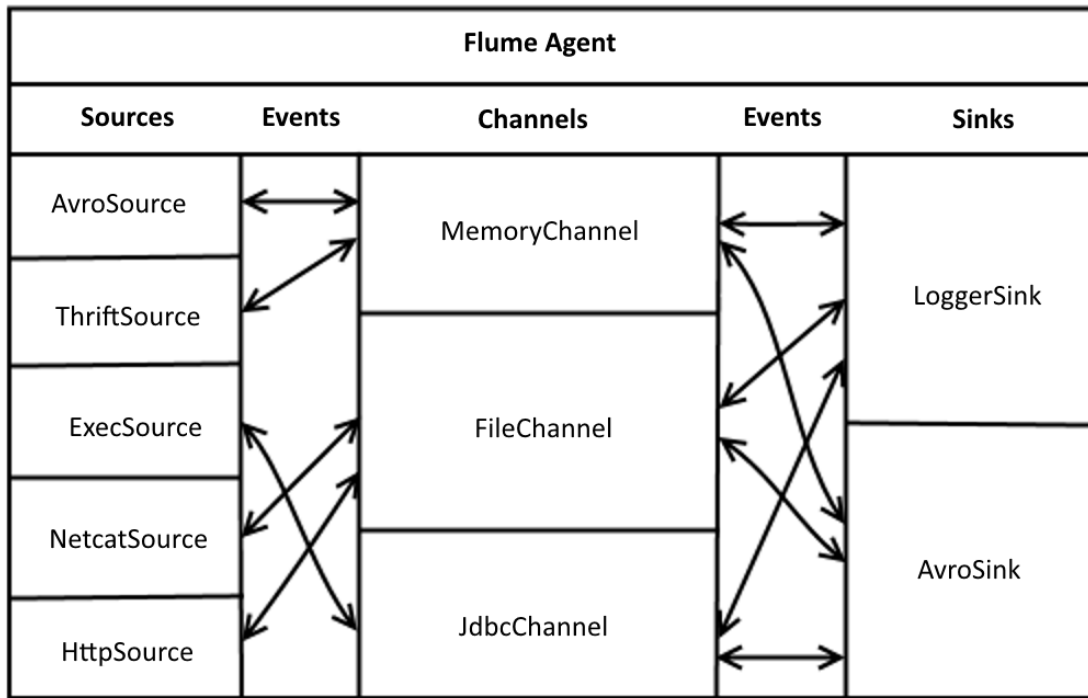 Flume Agent
Sources Events Channels Events Sinks
AvroSource
MemoryChannel
LoggerSink
ThriftSource
ExecSource
FileChannel
NetcatSource
AvroSink
HttpSource
JdbcChannel